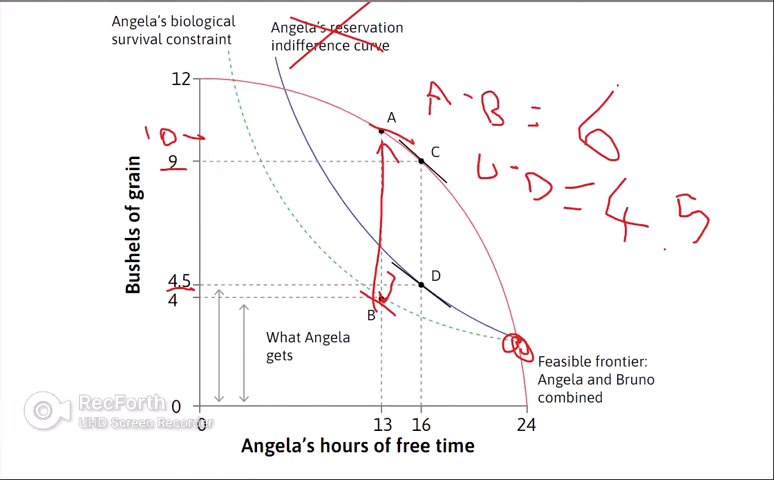 Angela's biological
survival constraint
Angela's reservation
indifference curve
12
10
9
4.5
4
0
Bushels of grain
A
C
D
B
A - B = 6
C - D = 4.5
What Angela
gets
Feasible frontier:
Angela and Bruno
combined
0
13
16
24
Angela's hours of free time
RecForth
UHD Screen Recorder